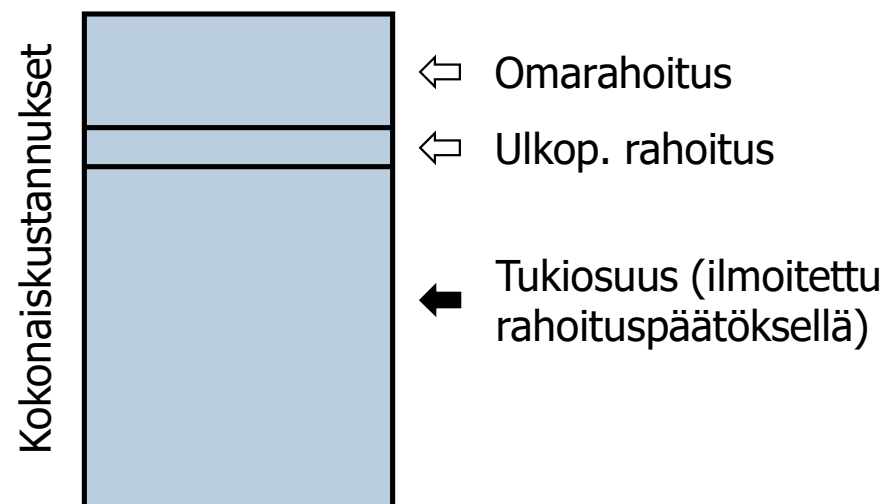 Kokonaiskustannukset
Omarahoitus
Ulkop. rahoitus
Tukiosuus (ilmoitettu
rahoituspäätöksellä)